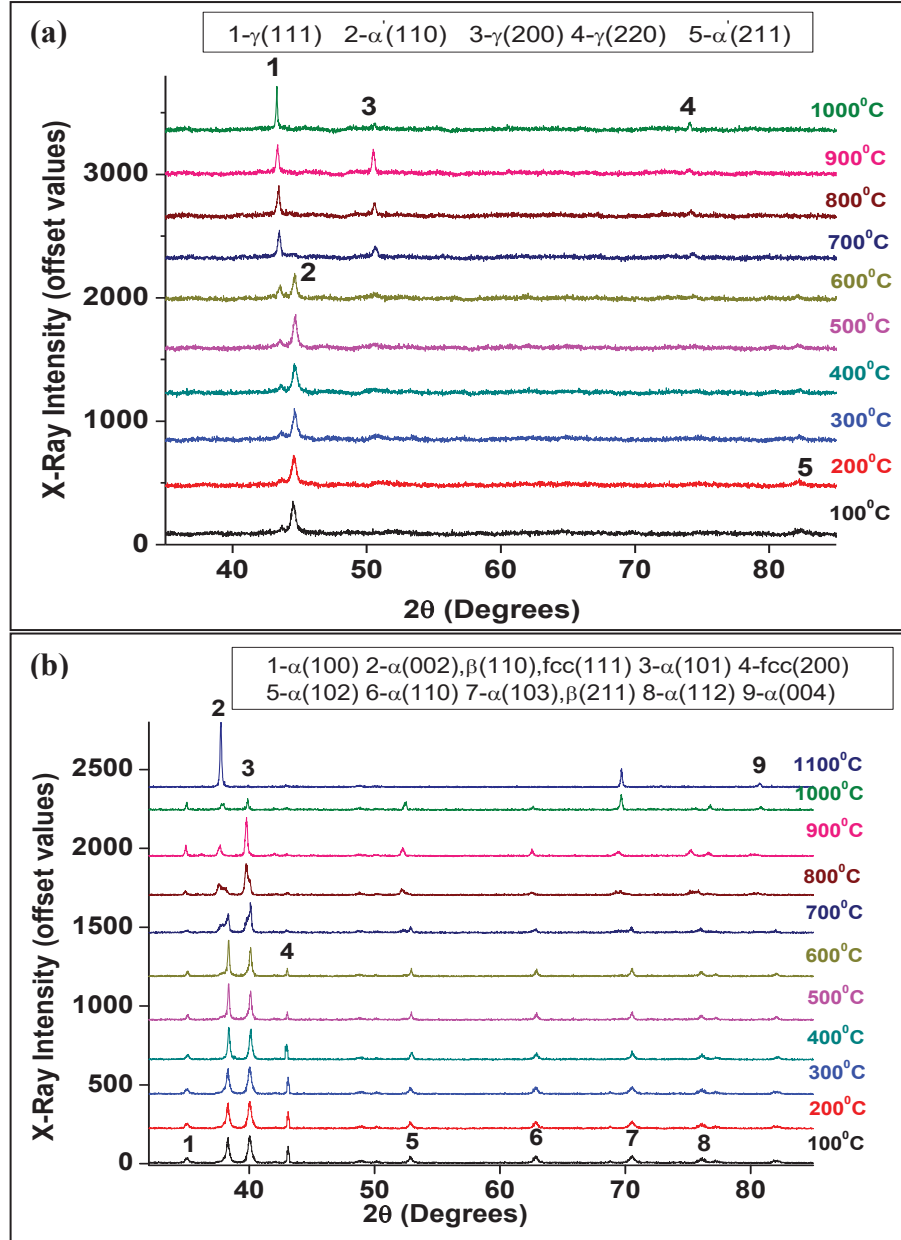 (a)
1-γ(111) 2-α'(110) 3-γ(200) 4-γ(220) 5-α'(211)
1
3
4
1000⁰C
900⁰C
800⁰C
700⁰C
2
600⁰C
500⁰C
400⁰C
300⁰C
5
200⁰C
100⁰C
X-Ray Intensity (offset values)
3000
2000
1000
0
40 50 60 70 80
2θ (Degrees)
(b)
1-α(100) 2-α(002),β(110),fcc(111) 3-α(101) 4-fcc(200)
5-α(102) 6-α(110) 7-α(103),β(211) 8-α(112) 9-α(004)
2
3
9
1100⁰C
1000⁰C
900⁰C
800⁰C
700⁰C
4
600⁰C
500⁰C
400⁰C
300⁰C
200⁰C
1 5 6 7 8
100⁰C
X-Ray Intensity (offset values)
2500
2000
1500
1000
500
0
40 50 60 70 80
2θ (Degrees)